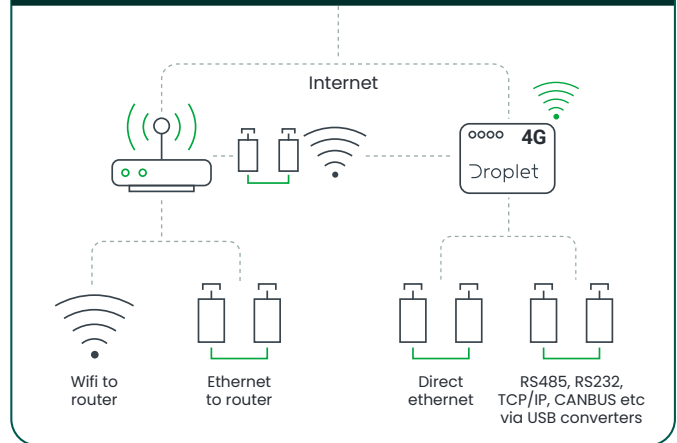 Internet
4G
Droplet
Wifi to
router
Ethernet
to router
Direct
ethernet
RS485, RS232,
TCP/IP, CANBUS etc
via USB converters